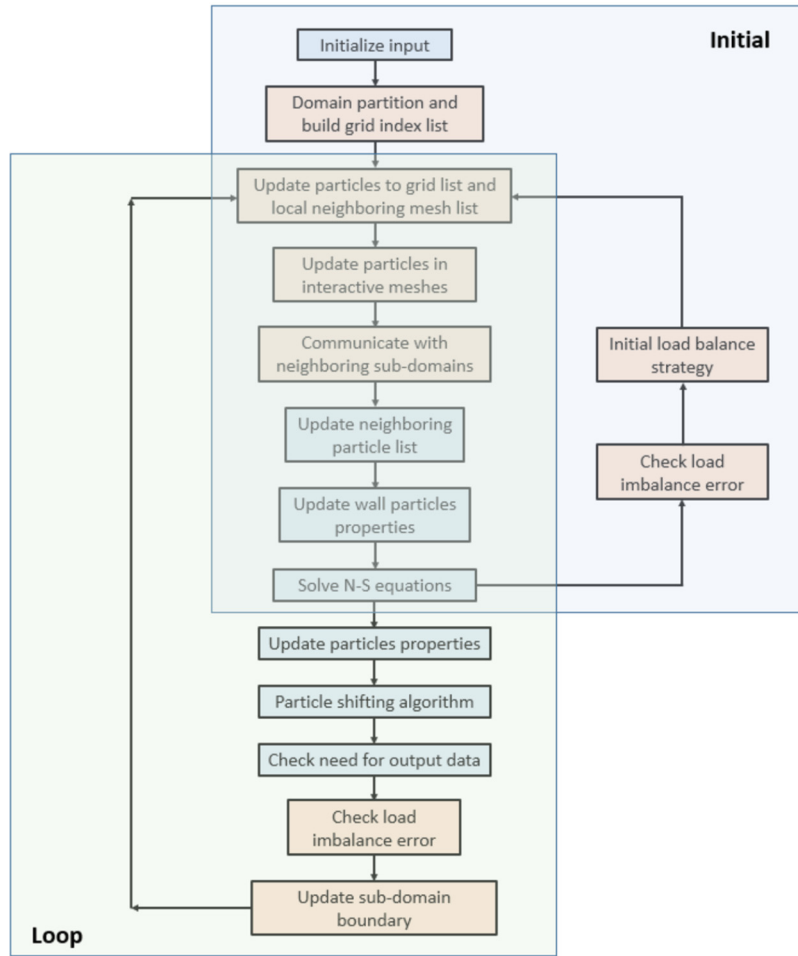 Initial
Initialize input
Domain partition and
build grid index list
Update particles to grid list and
local neighboring mesh list
Update particles in
interactive meshes
Communicate with
neighboring sub-domains
Update neighboring
particle list
Update wall particles
properties
Solve N-S equations
Check load
imbalance error
Initial load balance
strategy
Update particles properties
Particle shifting algorithm
Check need for output data
Check load
imbalance error
Update sub-domain
boundary
Loop